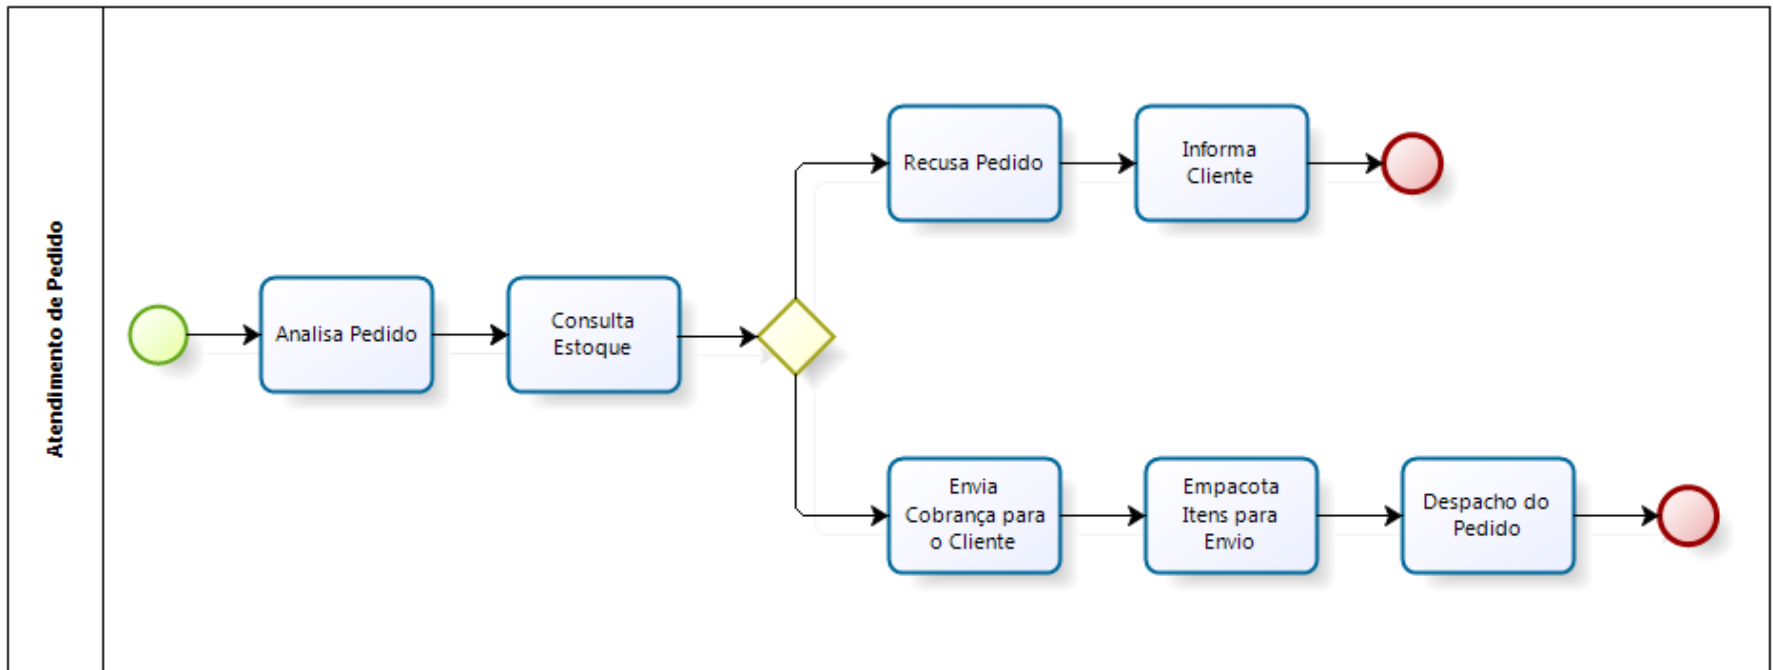 Atendimento de Pedido
Analisa Pedido
Consulta
Estoque
Recusa Pedido
Informa
Cliente
Envia
Cobrança para
o Cliente
Empacota
Itens para
Envio
Despacho do
Pedido